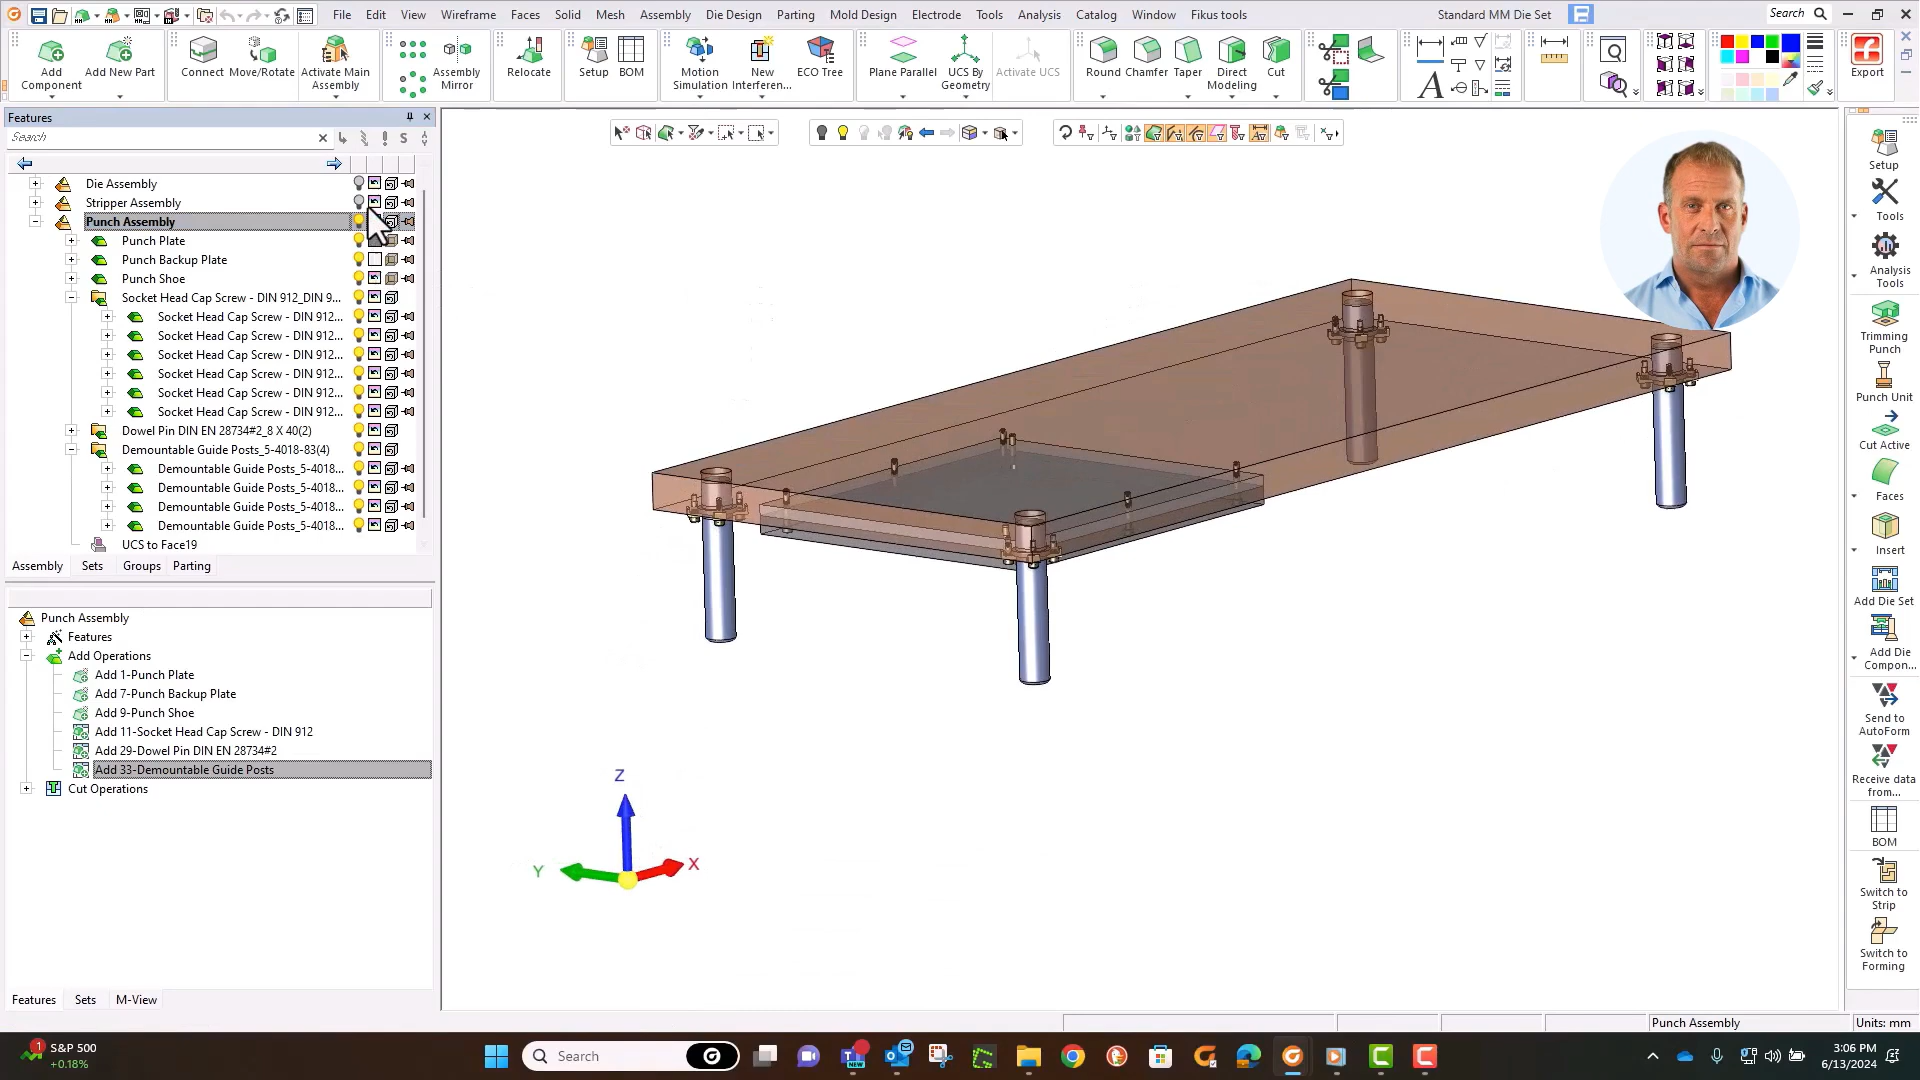 File Edit View Wireframe Faces Solid Mesh Assembly Die Design Parting Mold Design Electrode Tools Analysis Catalog Window Fikus tools Standard MM Die Set Search
Add Component
Add New Part
Connect
Move/Rotate
Activate Main Assembly
Assembly Mirror
Relocate
Setup
BOM
Motion Simulation
New Interferen...
ECO Tree
Plane Parallel
UCS By Geometry
Activate UCS
Round
Chamfer
Taper
Direct Modeling
Cut
Export
Features
Search
S
Die Assembly
Stripper Assembly
Punch Assembly
Punch Plate
Punch Backup Plate
Punch Shoe
Socket Head Cap Screw - DIN 912_DIN 9...
Socket Head Cap Screw - DIN 912...
Socket Head Cap Screw - DIN 912...
Socket Head Cap Screw - DIN 912...
Socket Head Cap Screw - DIN 912...
Socket Head Cap Screw - DIN 912...
Socket Head Cap Screw - DIN 912...
Dowel Pin DIN EN 28734#2_8 X 40(2)
Demountable Guide Posts_5-4018-83(4)
Demountable Guide Posts_5-4018...
Demountable Guide Posts_5-4018...
Demountable Guide Posts_5-4018...
Demountable Guide Posts_5-4018...
UCS to Face19
Assembly Sets Groups Parting
Punch Assembly
Features
Add Operations
Add 1-Punch Plate
Add 7-Punch Backup Plate
Add 9-Punch Shoe
Add 11-Socket Head Cap Screw - DIN 912
Add 29-Dowel Pin DIN EN 28734#2
Add 33-Demountable Guide Posts
Cut Operations
Features Sets M-View
Z
Y
X
Setup
Tools
Analysis Tools
Trimming Punch
Punch Unit
Cut Active
Faces
Insert
Add Die Set
Add Die Compon...
Send to AutoForm
Receive data from...
BOM
Switch to Strip
Switch to Forming
Punch Assembly Units: mm
1
S&P 500
+0.18%
Search
NEW
3:06 PM
6/13/2024